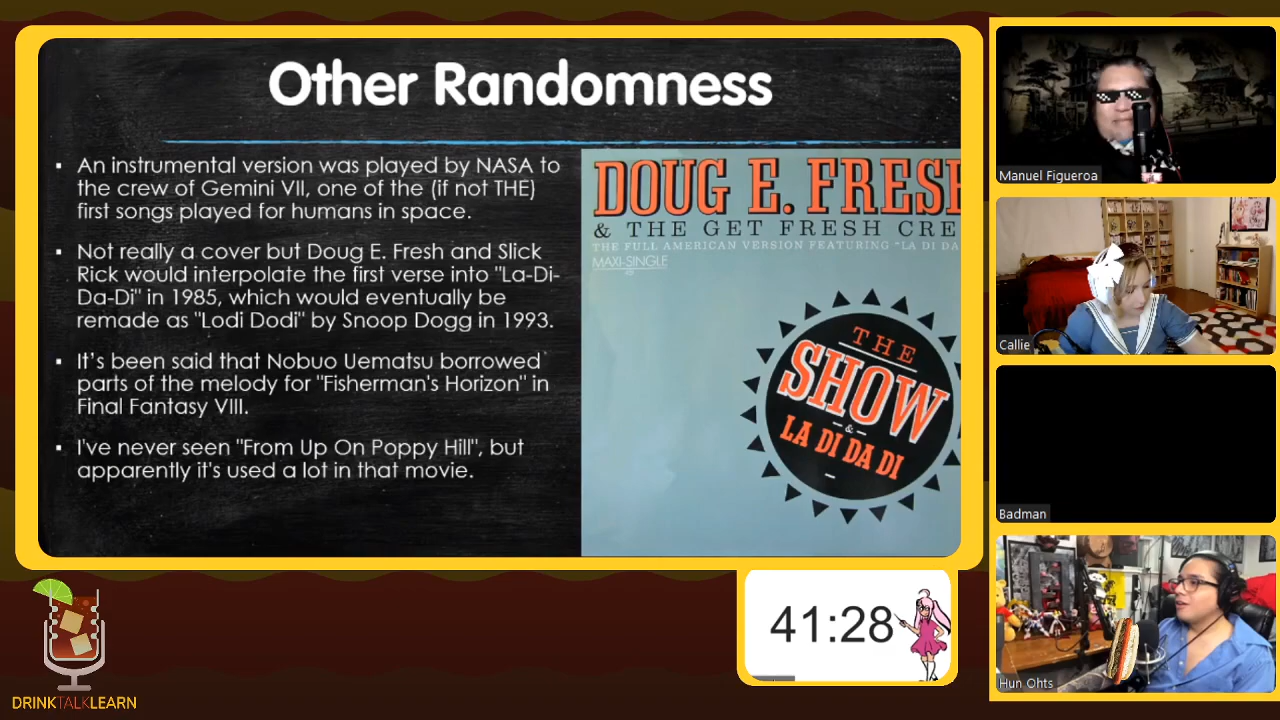 Other Randomness
▪ An instrumental version was played by NASA to
the crew of Gemini VII, one of the (if not THE)
first songs played for humans in space.
▪ Not really a cover but Doug E. Fresh and Slick
Rick would interpolate the first verse into "La-Di-
Da-Di" in 1985, which would eventually be
remade as "Lodi Dodi" by Snoop Dogg in 1993.
▪ It's been said that Nobuo Uematsu borrowed
parts of the melody for "Fisherman's Horizon" in
Final Fantasy VIII.
▪ I've never seen "From Up On Poppy Hill", but
apparently it's used a lot in that movie.
DOUG E. FRESH
& THE GET FRESH CRE
THE FULL AMERICAN VERSION FEATURING "LA DI DA
MAXI-SINGLE
THE
SHOW
- & -
LA DI DA DI
Manuel Figueroa
Callie
Badman
Hun Ohts
41:28
DRINKTALKLEARN